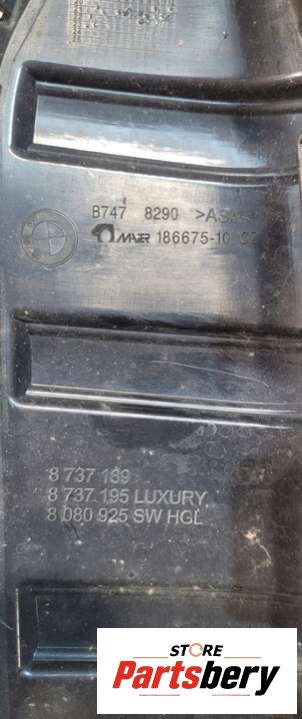 8747 8290 >ASA
MAIER 186675-10
8 737 189
8 737 195 LUXURY
8 080 925 SW HGL
STORE
Partsbery